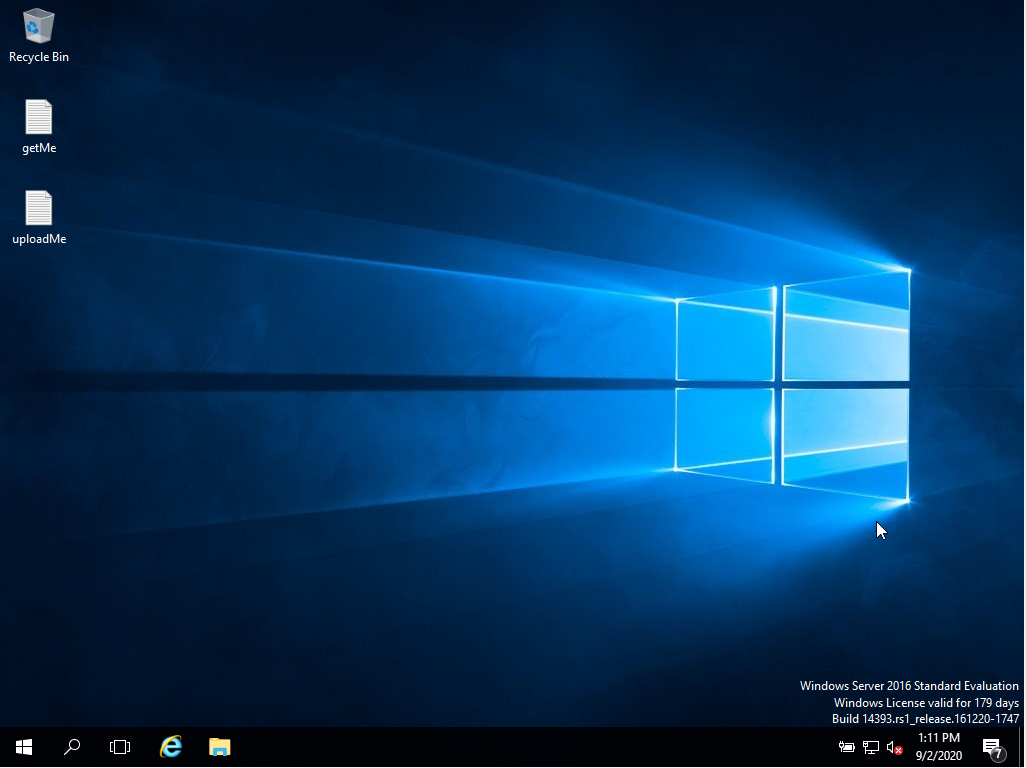 Recycle Bin
getMe
uploadMe
Windows Server 2016 Standard Evaluation
Windows License valid for 179 days
Build 14393.rs1_release.161220-1747
1:11 PM
9/2/2020
7